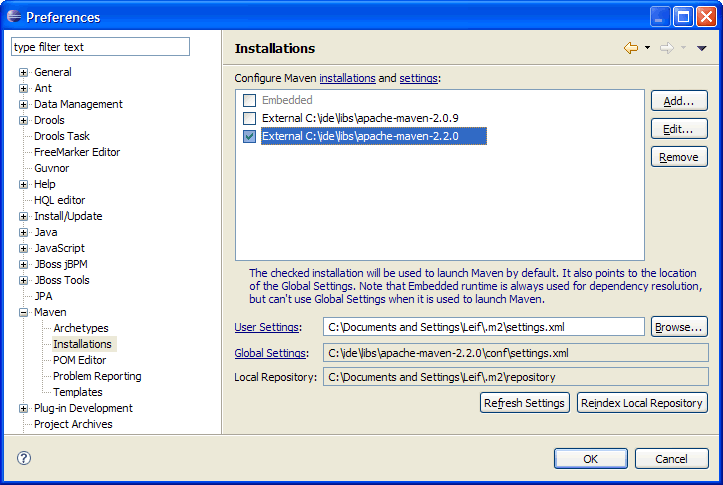 Preferences
type filter text
General
Ant
Data Management
Drools
Drools Task
FreeMarker Editor
Guvnor
Help
HQL editor
Install/Update
Java
JavaScript
JBoss jBPM
JBoss Tools
JPA
Maven
Archetypes
Installations
POM Editor
Problem Reporting
Templates
Plug-in Development
Project Archives
Installations
Configure Maven installations and settings:
Embedded
External C:\ide\libs\apache-maven-2.0.9
External C:\ide\libs\apache-maven-2.2.0
Add...
Edit...
Remove
The checked installation will be used to launch Maven by default. It also points to the location
of the Global Settings. Note that Embedded runtime is always used for dependency resolution,
but can't use Global Settings when it is used to launch Maven.
User Settings: C:\Documents and Settings\Leif\.m2\settings.xml Browse...
Global Settings: C:\ide\libs\apache-maven-2.2.0\conf\settings.xml
Local Repository: C:\Documents and Settings\Leif\.m2\repository
Refresh Settings Reindex Local Repository
? OK Cancel